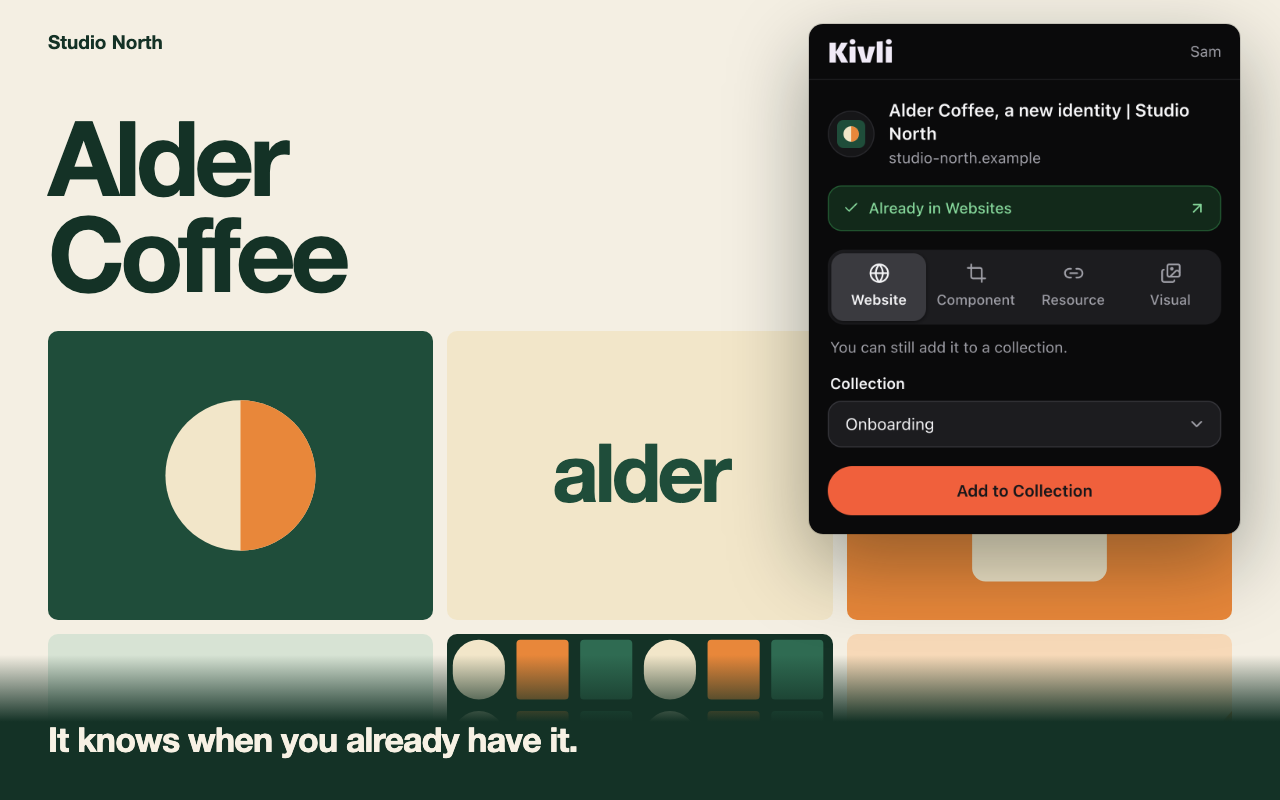 Studio North
Alder
Coffee
alder
Kivli
Sam
Alder Coffee, a new identity | Studio
North
studio-north.example
Already in Websites
Website
Component
Resource
Visual
You can still add it to a collection.
Collection
Onboarding
Add to Collection
It knows when you already have it.